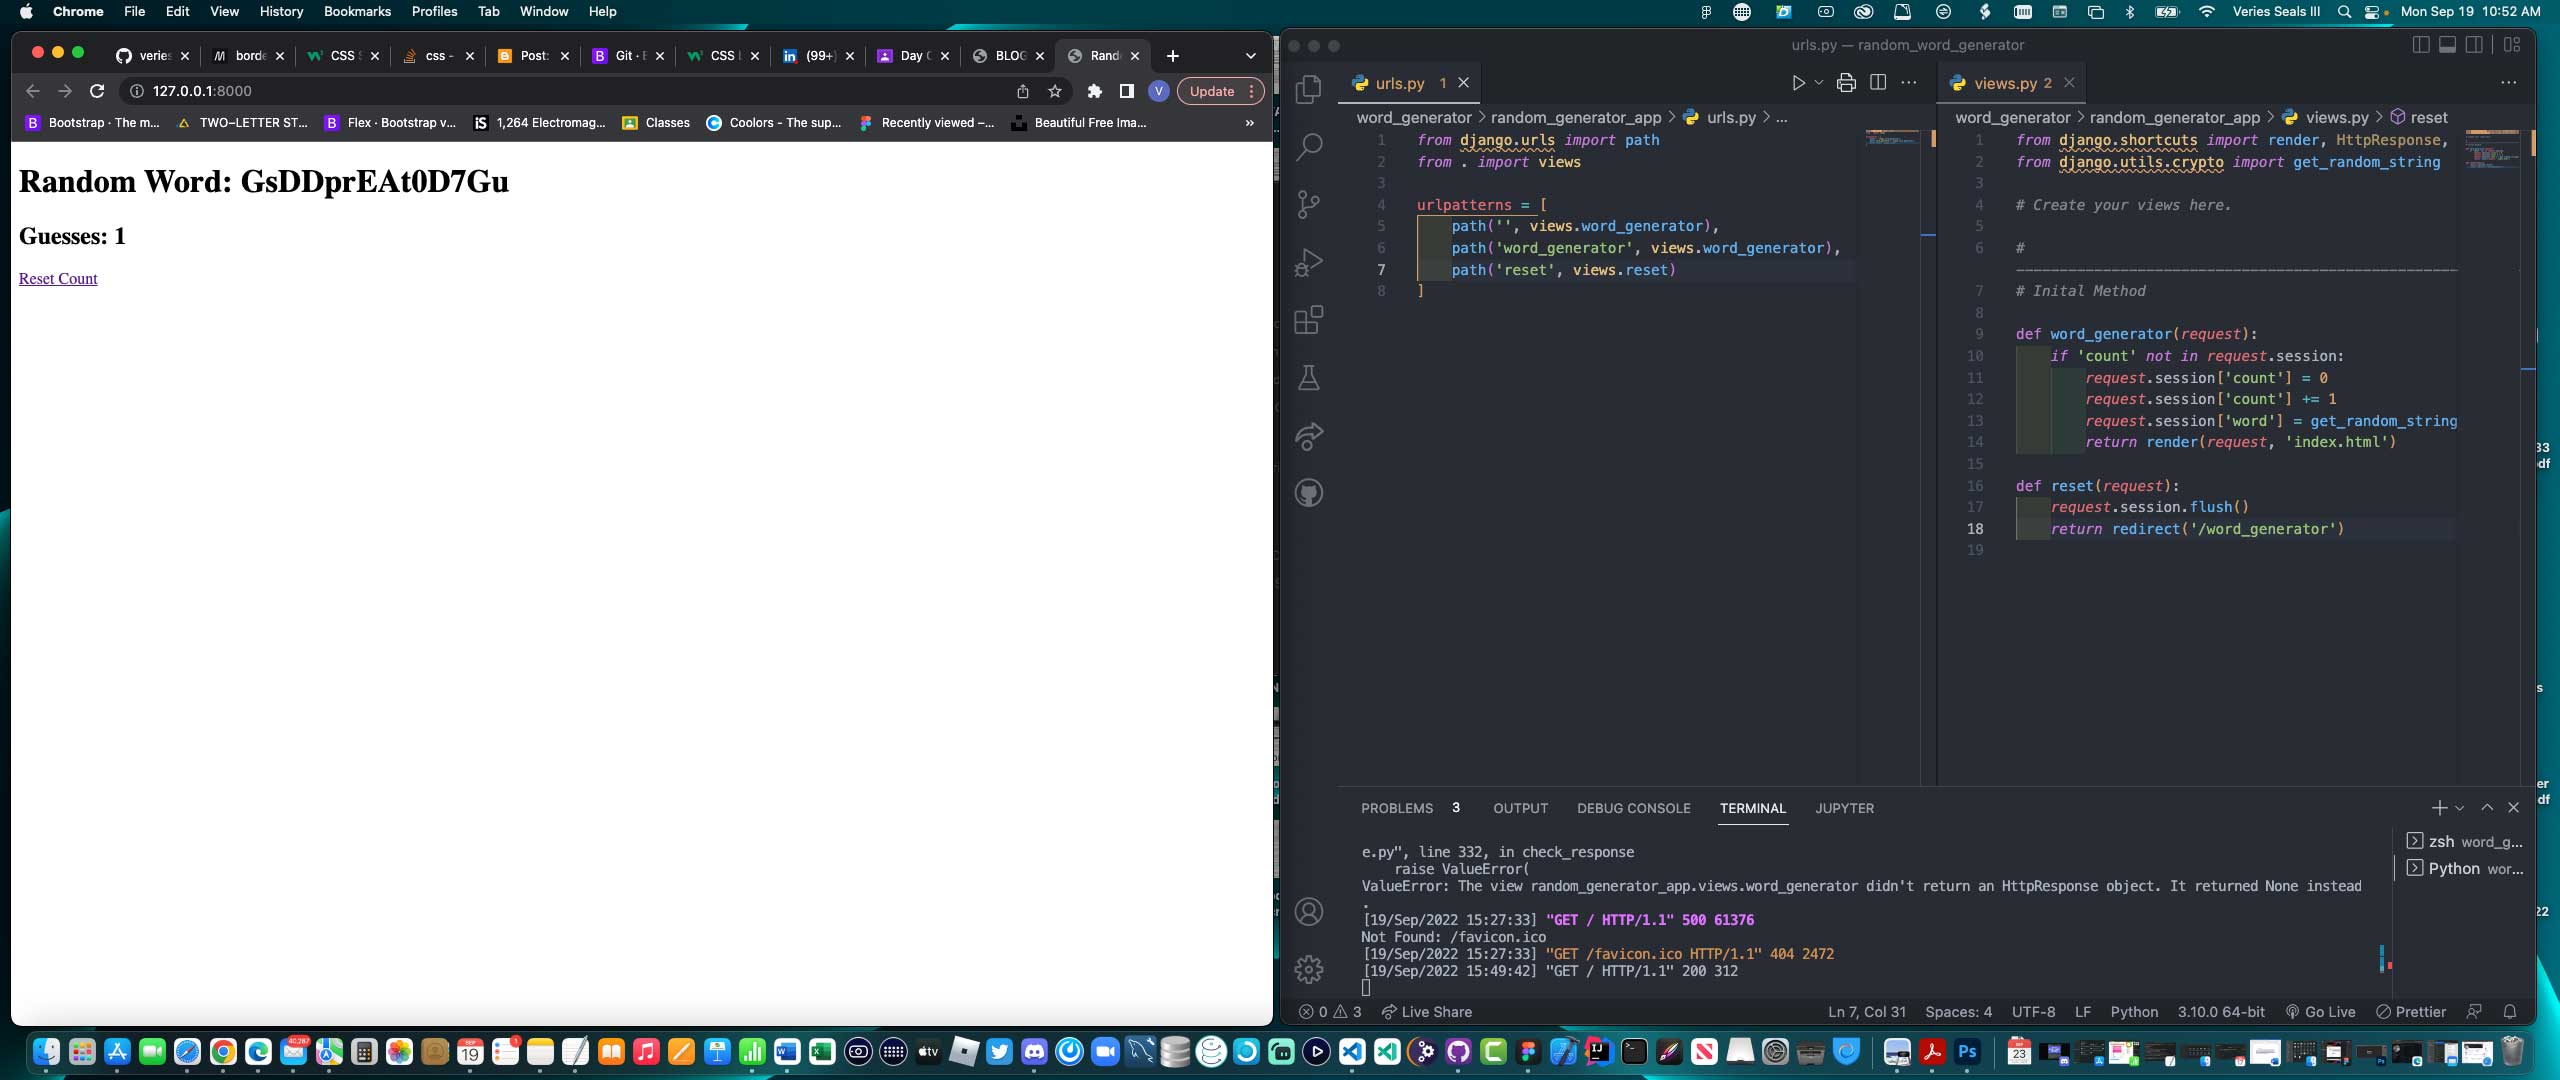 Chrome File Edit View History Bookmarks Profiles Tab Window Help
Veries Seals III Mon Sep 19 10:52 AM
veries borde CSS S css - Post: Git · E CSS L (99+) Day C BLOG Rand
127.0.0.1:8000
Update
Bootstrap · The m... TWO-LETTER ST... Flex · Bootstrap v... 1,264 Electromag... Classes Coolors - The sup... Recently viewed –... Beautiful Free Ima... »
Random Word: GsDDprEAt0D7Gu
Guesses: 1
Reset Count
urls.py — random_word_generator
urls.py 1
word_generator > random_generator_app > urls.py > ...
1 from django.urls import path
2 from . import views
3
4 urlpatterns = [
5 path('', views.word_generator),
6 path('word_generator', views.word_generator),
7 path('reset', views.reset)
8 ]
views.py 2
word_generator > random_generator_app > views.py > reset
1 from django.shortcuts import render, HttpResponse,
2 from django.utils.crypto import get_random_string
3
4 # Create your views here.
5
6 #
7 # Inital Method
8
9 def word_generator(request):
10 if 'count' not in request.session:
11 request.session['count'] = 0
12 request.session['count'] += 1
13 request.session['word'] = get_random_string
14 return render(request, 'index.html')
15
16 def reset(request):
17 request.session.flush()
18 return redirect('/word_generator')
19
PROBLEMS 3 OUTPUT DEBUG CONSOLE TERMINAL JUPYTER
e.py", line 332, in check_response
raise ValueError(
ValueError: The view random_generator_app.views.word_generator didn't return an HttpResponse object. It returned None instead
.
[19/Sep/2022 15:27:33] "GET / HTTP/1.1" 500 61376
Not Found: /favicon.ico
[19/Sep/2022 15:27:33] "GET /favicon.ico HTTP/1.1" 404 2472
[19/Sep/2022 15:49:42] "GET / HTTP/1.1" 200 312
zsh word_g...
Python wor...
0 3 Live Share Ln 7, Col 31 Spaces: 4 UTF-8 LF Python 3.10.0 64-bit Go Live Prettier